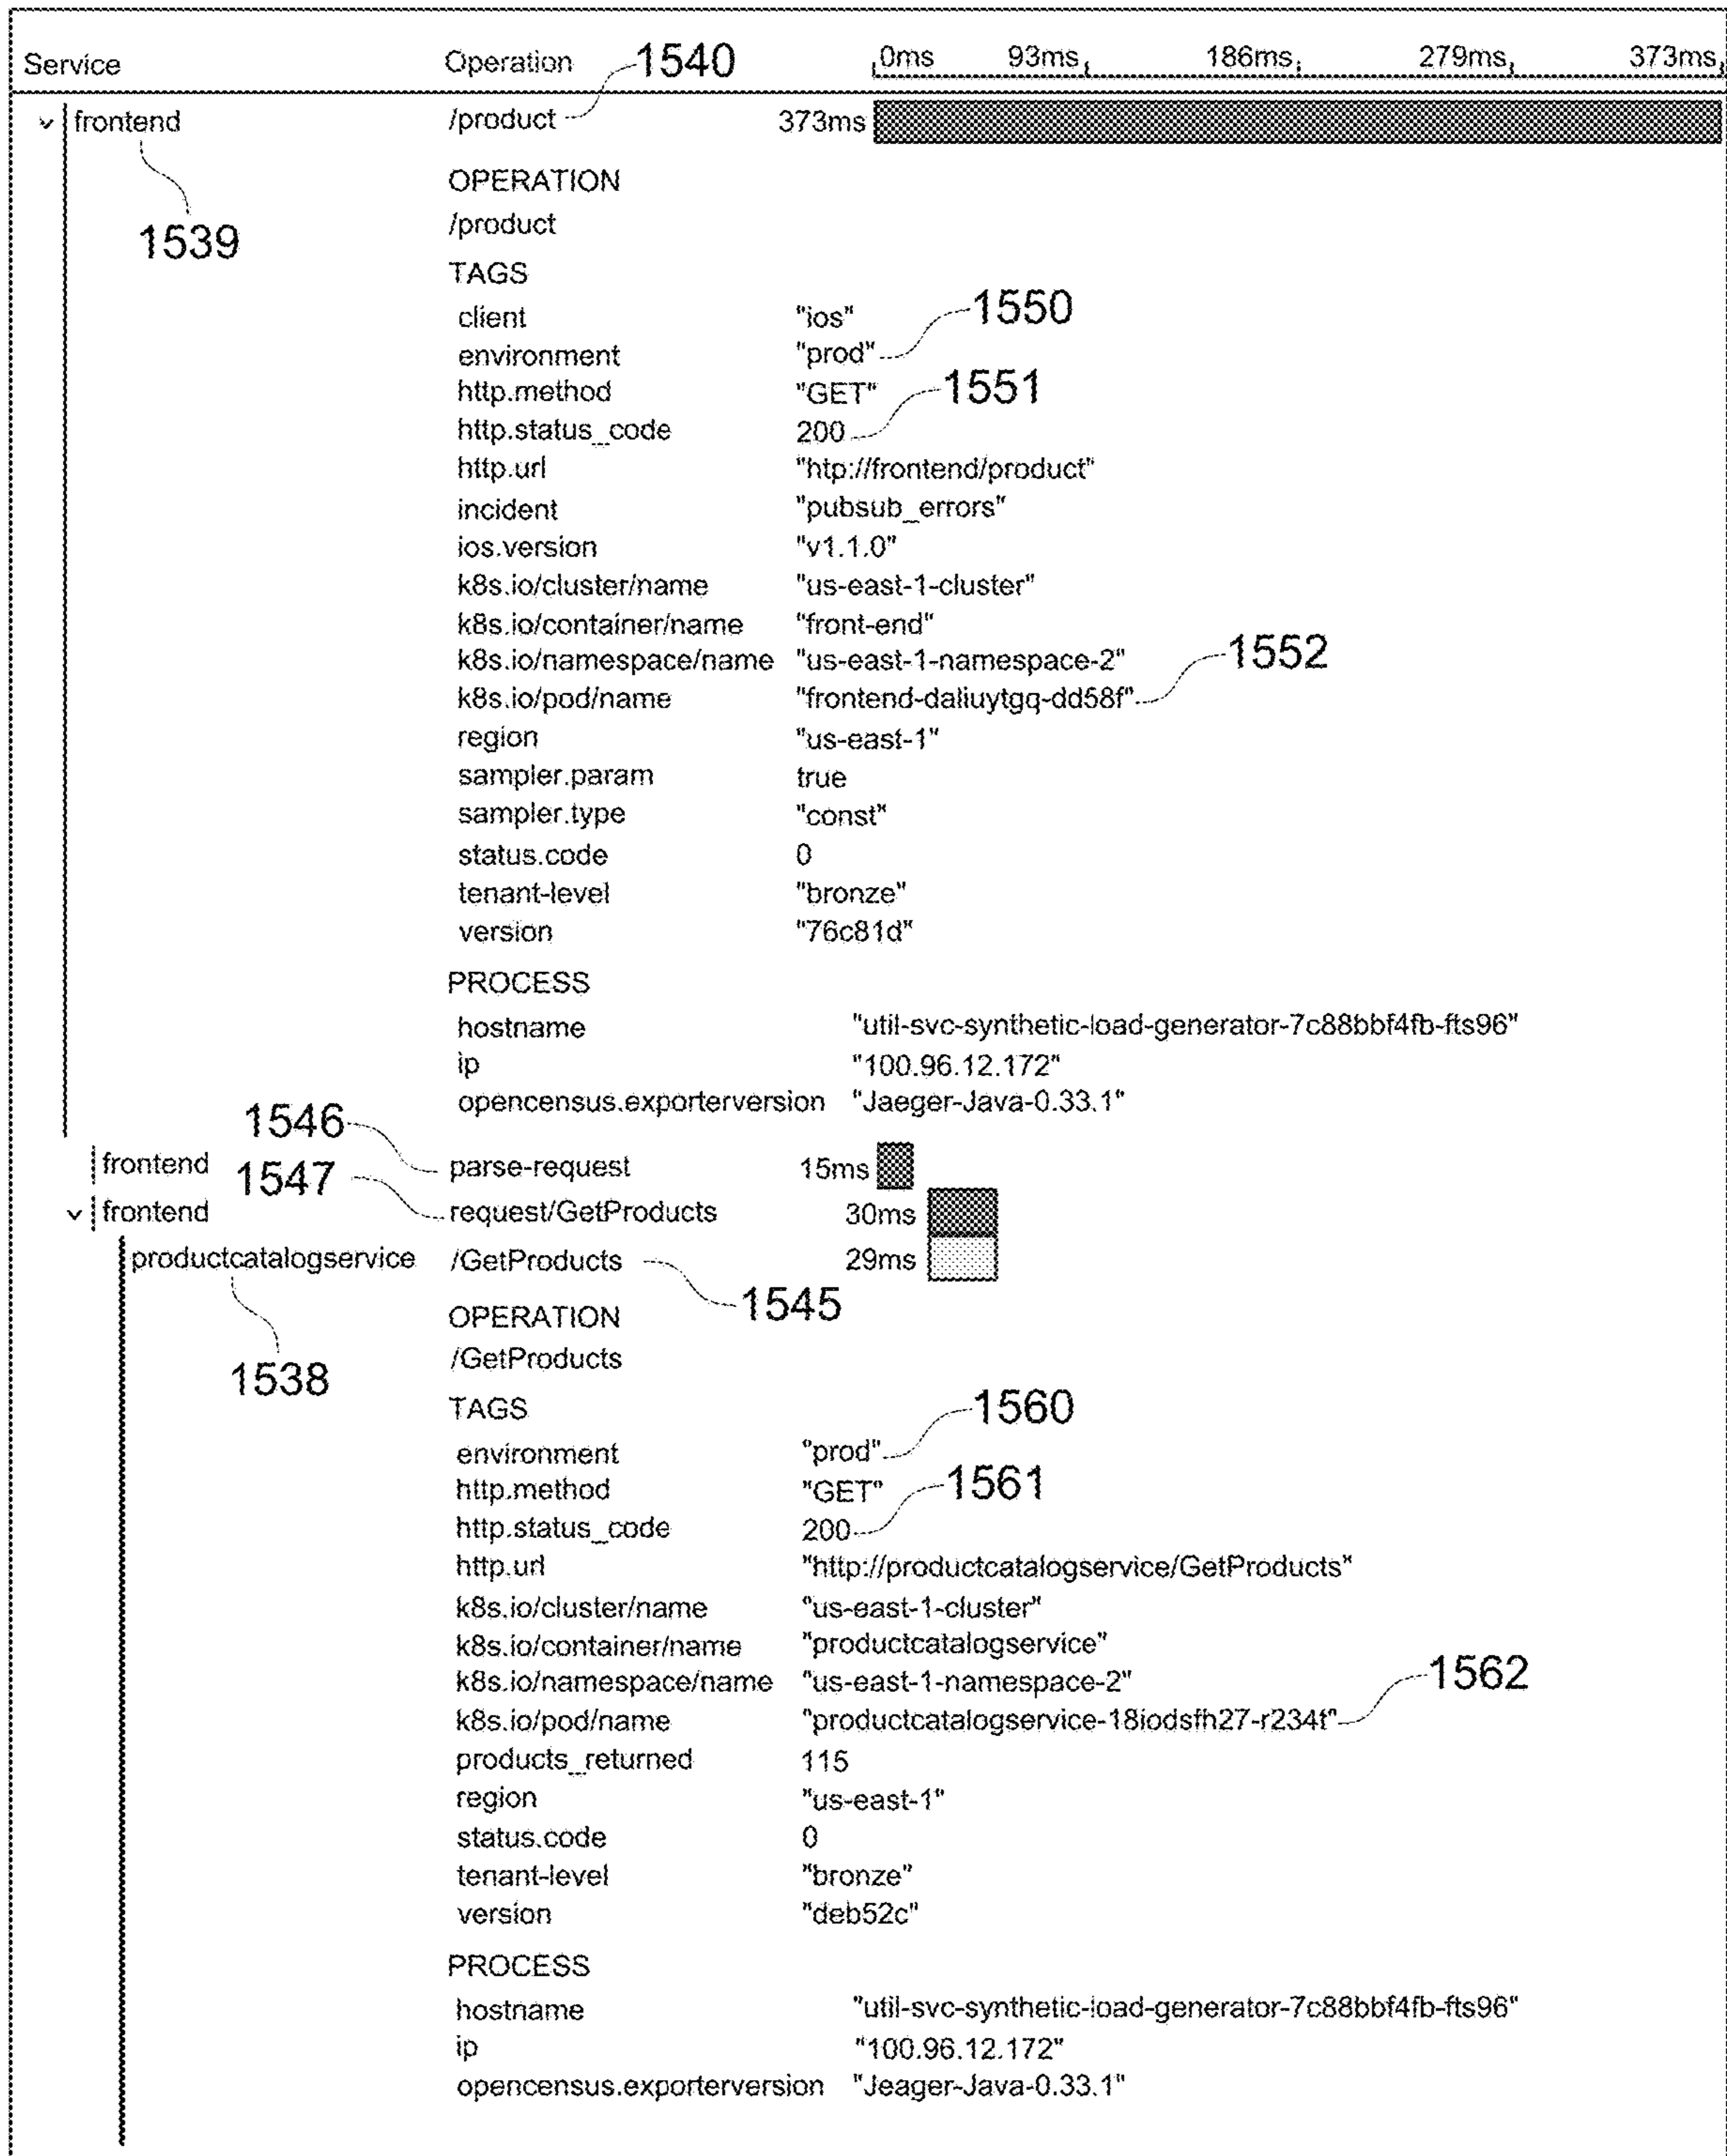 Service Operation 1540 0ms 93ms 186ms 279ms 373ms
frontend /product 373ms
OPERATION
1539 /product
TAGS
client "ios" 1550
environment "prod"
http.method "GET" 1551
http.status_code 200
http.url "htp://frontend/product"
incident "pubsub_errors"
ios.version "v1.1.0"
k8s.io/cluster/name "us-east-1-cluster"
k8s.io/container/name "front-end"
k8s.io/namespace/name "us-east-1-namespace-2" 1552
k8s.io/pod/name "frontend-daliuytgq-dd58f"
region "us-east-1"
sampler.param true
sampler.type "const"
status.code 0
tenant-level "bronze"
version "76c81d"
PROCESS
hostname "util-svc-synthetic-load-generator-7c88bbf4fb-fts96"
ip "100.96.12.172"
opencensus.exporterversion "Jaeger-Java-0.33.1"
1546
frontend parse-request 15ms
1547
frontend request/GetProducts 30ms
productcatalogservice /GetProducts 29ms
OPERATION 1545
1538 /GetProducts
TAGS 1560
environment "prod"
http.method "GET" 1561
http.status_code 200
http.url "http://productcatalogservice/GetProducts"
k8s.io/cluster/name "us-east-1-cluster"
k8s.io/container/name "productcatalogservice"
k8s.io/namespace/name "us-east-1-namespace-2" 1562
k8s.io/pod/name "productcatalogservice-18iodsfh27-r234f"
products_returned 115
region "us-east-1"
status.code 0
tenant-level "bronze"
version "deb52c"
PROCESS
hostname "util-svc-synthetic-load-generator-7c88bbf4fb-fts96"
ip "100.96.12.172"
opencensus.exporterversion "Jeager-Java-0.33.1"